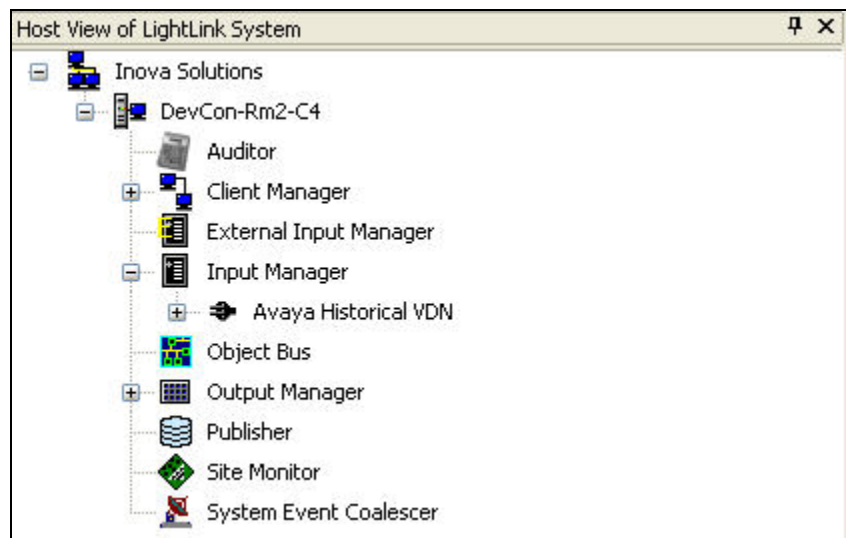 Host View of LightLink System
Inova Solutions
DevCon-Rm2-C4
Auditor
Client Manager
External Input Manager
Input Manager
Avaya Historical VDN
Object Bus
Output Manager
Publisher
Site Monitor
System Event Coalescer